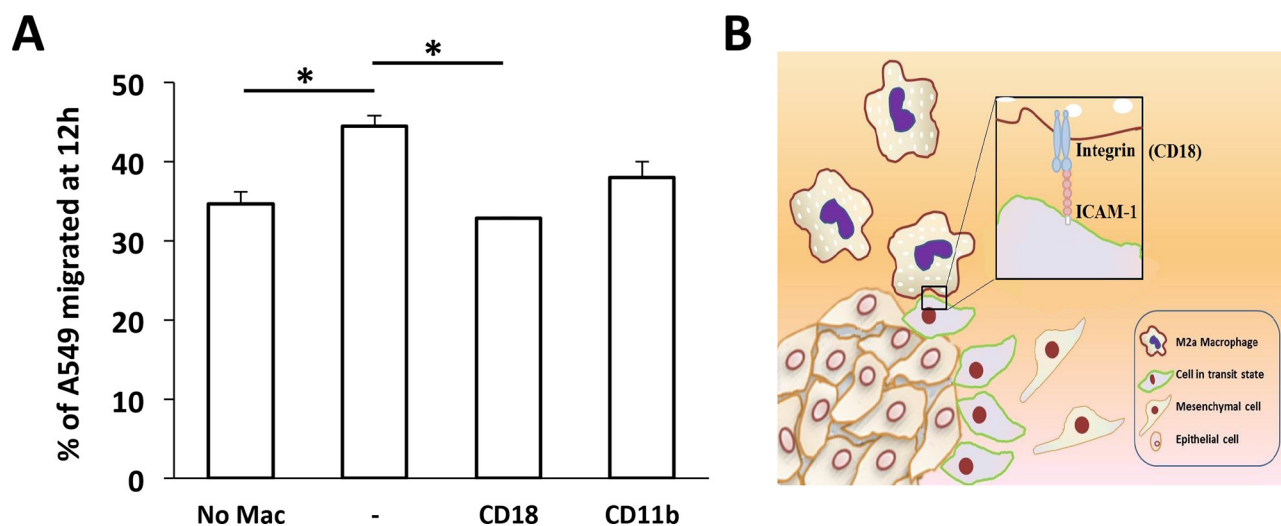 A
*
*
% of A549 migrated at 12h
50
40
30
20
10
0
No Mac
-
CD18
CD11b
B
Integrin (CD18)
ICAM-1
M2a Macrophage
Cell in transit state
Mesenchymal cell
Epithelial cell